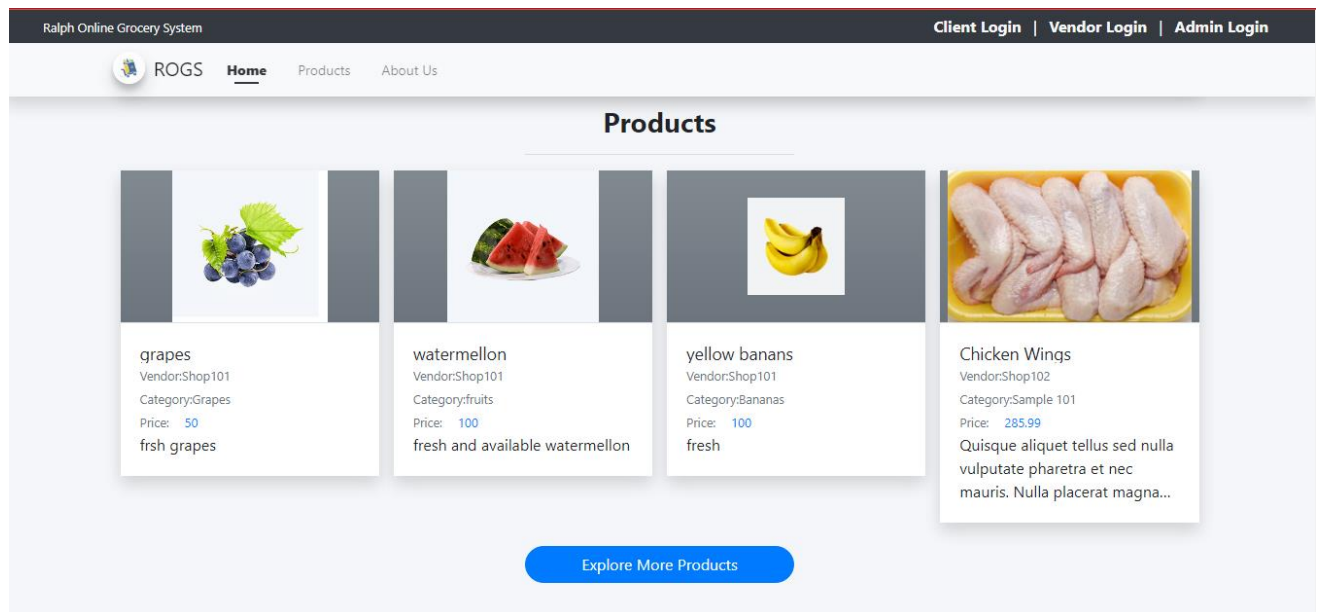 Ralph Online Grocery System
Client Login | Vendor Login | Admin Login
ROGS Home Products About Us
Products
grapes
Vendor:Shop101
Category:Grapes
Price: 50
frsh grapes
watermellon
Vendor:Shop101
Category:fruits
Price: 100
fresh and available watermellon
yellow banans
Vendor:Shop101
Category:Bananas
Price: 100
fresh
Chicken Wings
Vendor:Shop102
Category:Sample 101
Price: 285.99
Quisque aliquet tellus sed nulla
vulputate pharetra et nec
mauris. Nulla placerat magna...
Explore More Products